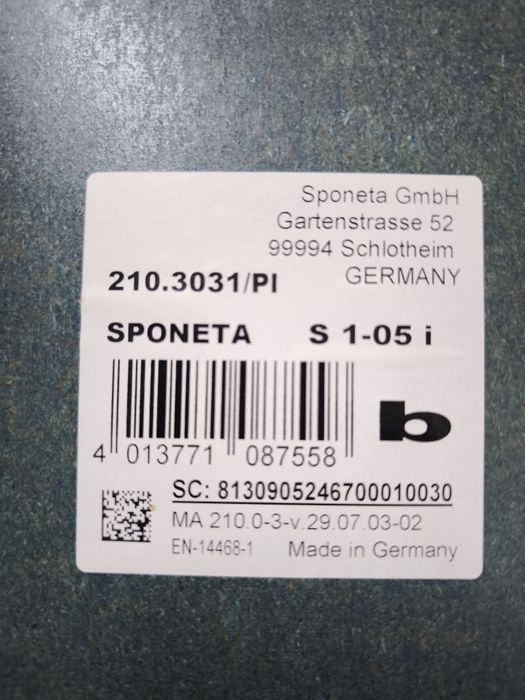 Sponeta GmbH
Gartenstrasse 52
99994 Schlotheim
GERMANY
210.3031/PI
SPONETA S 1-05 i
b
4 013771 087558
SC: 8130905246700010030
MA 210.0-3-v.29.07.03-02
EN-14468-1 Made in Germany